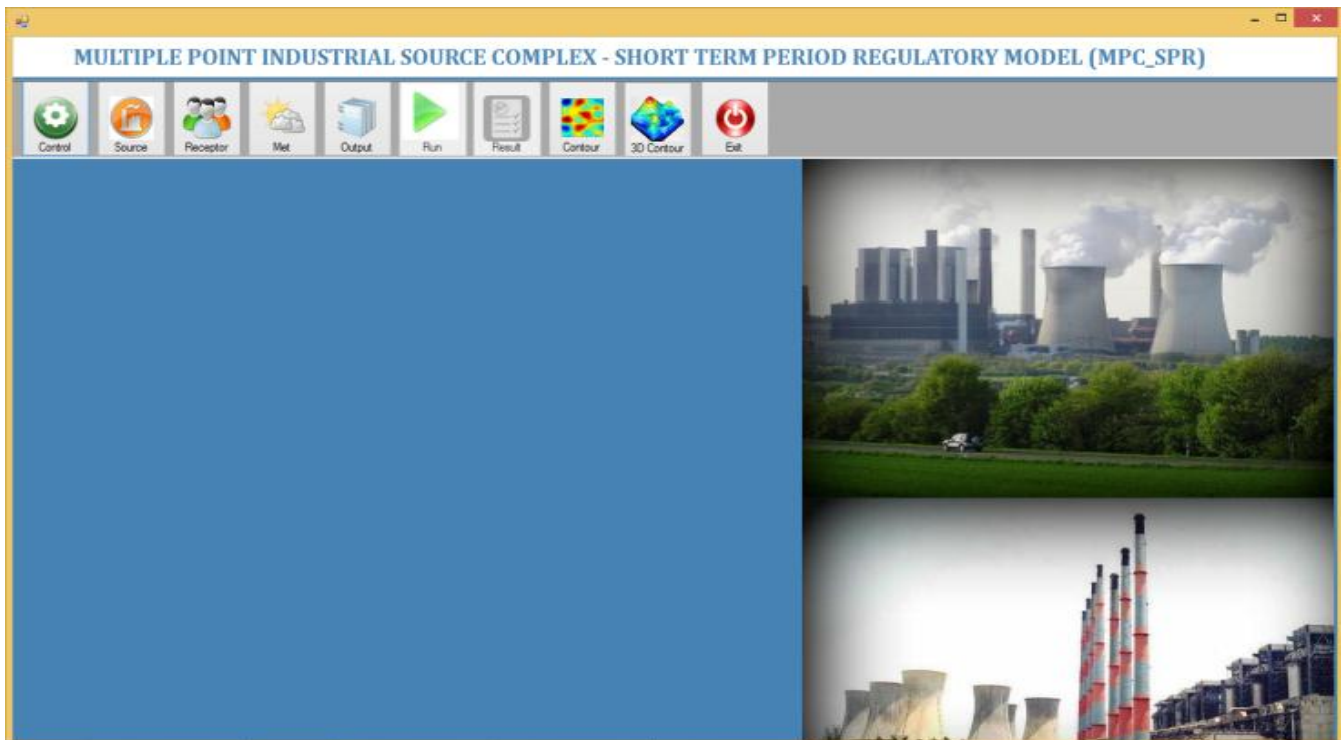 MULTIPLE POINT INDUSTRIAL SOURCE COMPLEX - SHORT TERM PERIOD REGULATORY MODEL (MPC_SPR)
Control Source Receptor Met Output Run Result Contour 3D Contour Exit